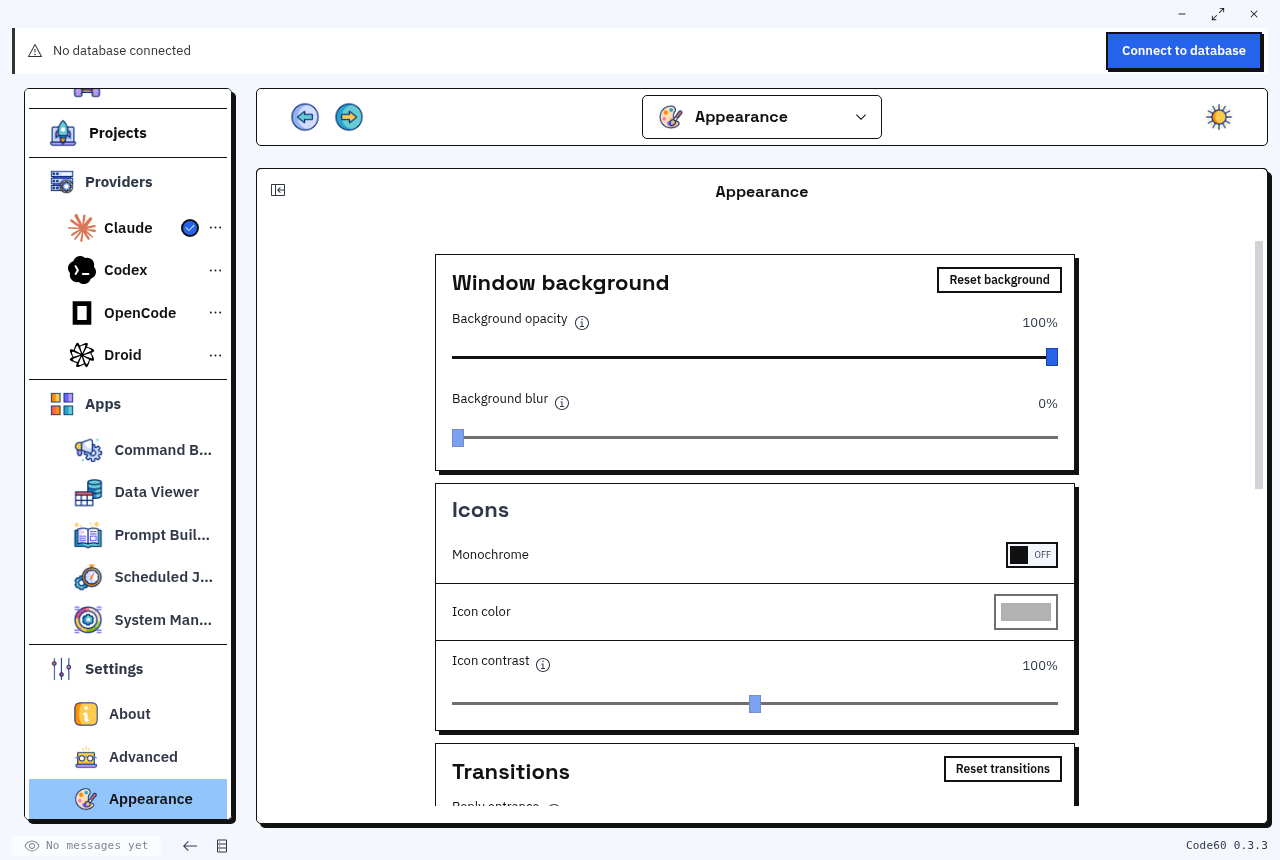 No database connected
Connect to database
Projects
Providers
Claude
Codex
OpenCode
Droid
Apps
Command B...
Data Viewer
Prompt Buil...
Scheduled J...
System Man...
Settings
About
Advanced
Appearance
Appearance
Appearance
Window background
Reset background
Background opacity
100%
Background blur
0%
Icons
Monochrome
OFF
Icon color
Icon contrast
100%
Transitions
Reset transitions
Reply entrance
No messages yet
Code60 0.3.3